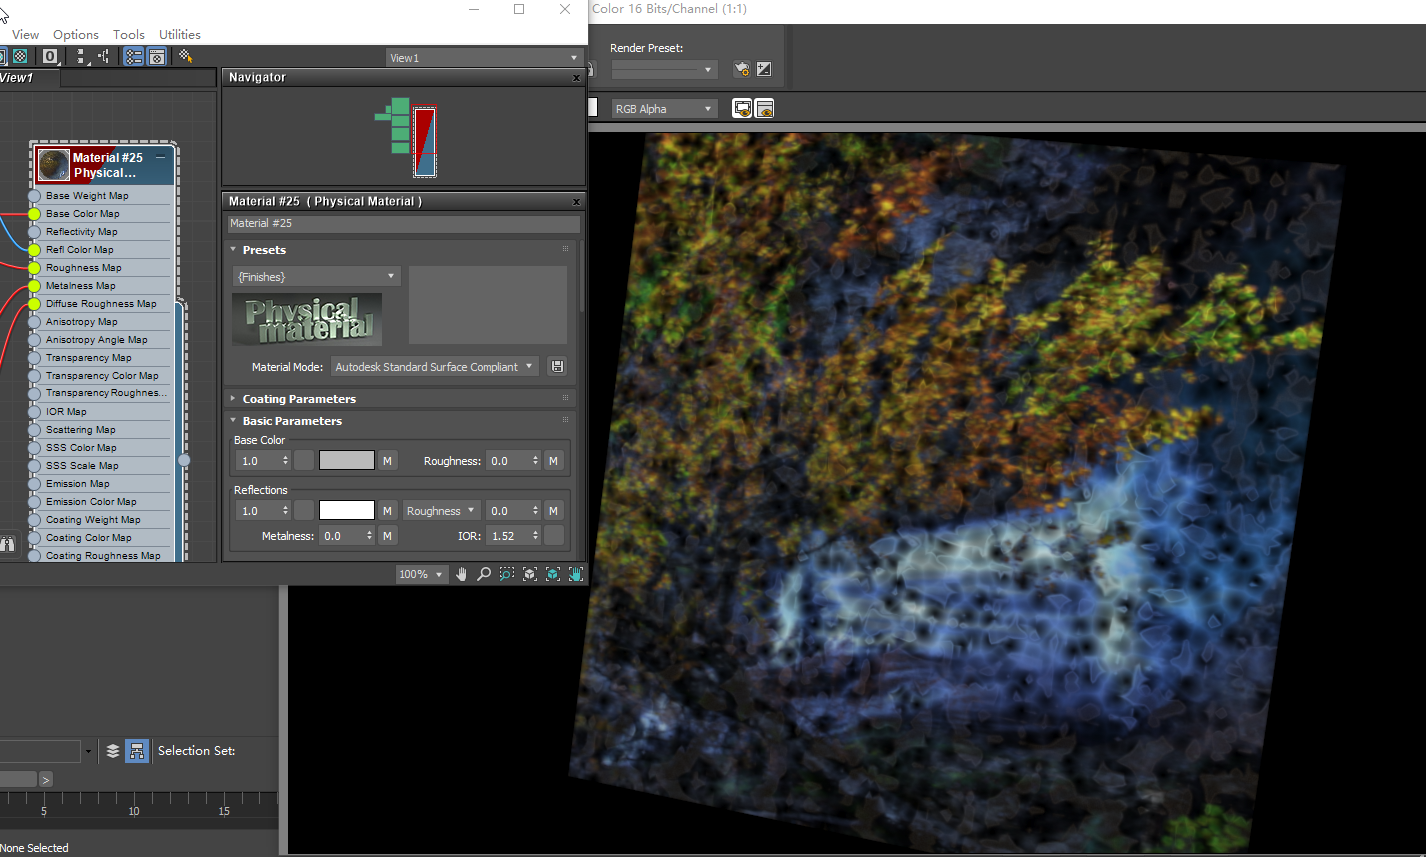 Color 16 Bits/Channel (1:1)
View Options Tools Utilities
Render Preset:
View1
View1
RGB Alpha
Navigator
Material #25
Physical...
Base Weight Map
Base Color Map
Reflectivity Map
Refl Color Map
Roughness Map
Metalness Map
Diffuse Roughness Map
Anisotropy Map
Anisotropy Angle Map
Transparency Map
Transparency Color Map
Transparency Roughnes...
IOR Map
Scattering Map
SSS Color Map
SSS Scale Map
Emission Map
Emission Color Map
Coating Weight Map
Coating Color Map
Coating Roughness Map
Material #25 ( Physical Material )
Material #25
Presets
{Finishes}
Physical
material
Material Mode: Autodesk Standard Surface Compliant
Coating Parameters
Basic Parameters
Base Color
1.0 M Roughness: 0.0 M
Reflections
1.0 M Roughness 0.0 M
Metalness: 0.0 M IOR: 1.52
100%
Selection Set:
>
5 10 15
None Selected